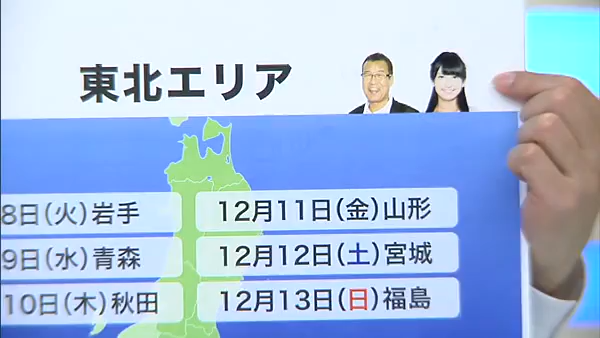 東北エリア
8日(火)岩手
9日(水)青森
10日(木)秋田
12月11日(金)山形
12月12日(土)宮城
12月13日(日)福島